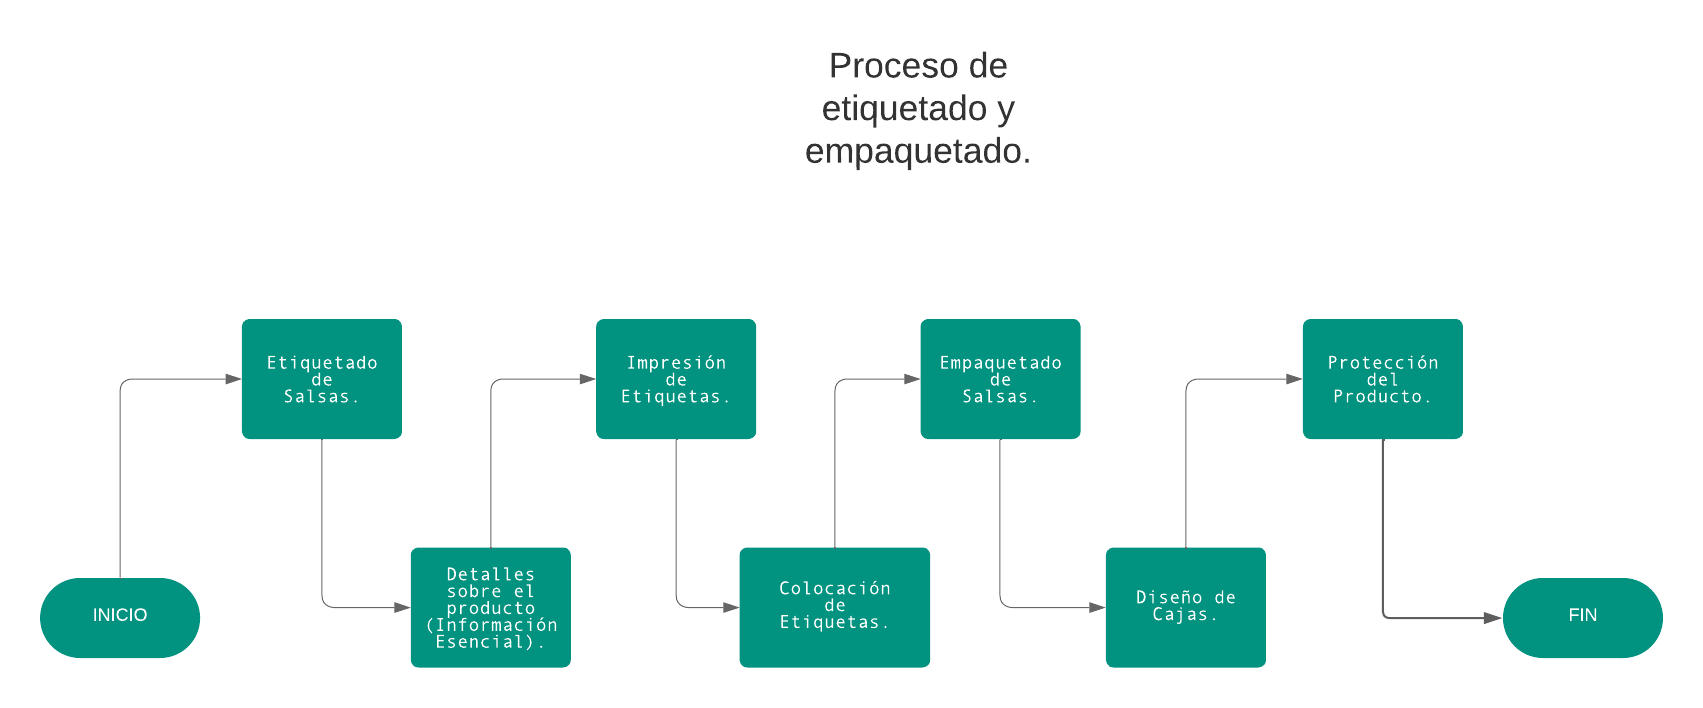 Proceso de
etiquetado y
empaquetado.
INICIO
Etiquetado
de
Salsas.
Detalles
sobre el
producto
(Información
Esencial).
Impresión
de
Etiquetas.
Colocación
de
Etiquetas.
Empaquetado
de
Salsas.
Diseño de
Cajas.
Protección
del
Producto.
FIN